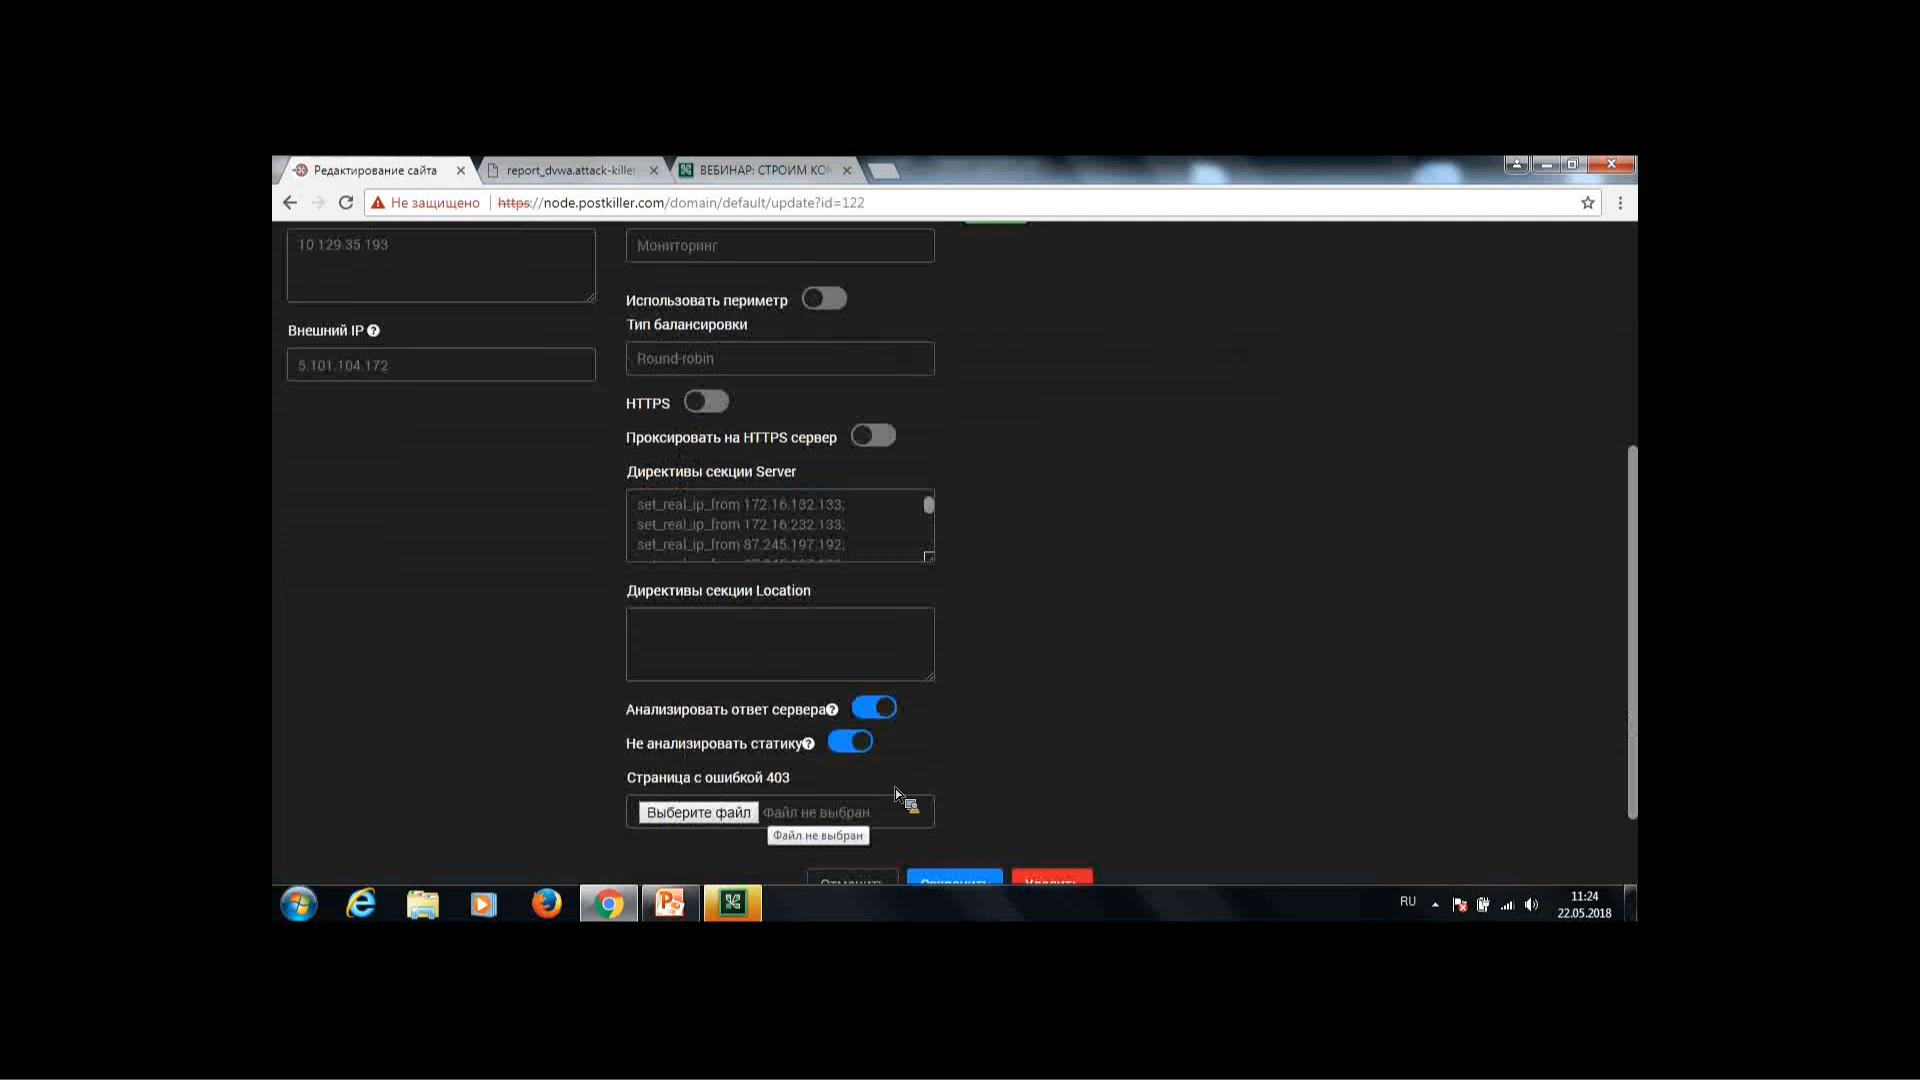 Редактирование сайта
report_dvwa.attack-killer
ВЕБИНАР: СТРОИМ КОМ
Не защищено
https://node.postkiller.com/domain/default/update?id=122
10.129.35.193
Мониторинг
Использовать периметр
Внешний IP
Тип балансировки
5.101.104.172
Round-robin
HTTPS
Проксировать на HTTPS сервер
Директивы секции Server
set_real_ip_from 172.16.132.133;
set_real_ip_from 172.16.232.133;
set_real_ip_from 87.245.197.192;
Директивы секции Location
Анализировать ответ сервера
Не анализировать статику
Страница с ошибкой 403
Выберите файл
Файл не выбран
Файл не выбран
Отменить
Сохранить
Удалить
RU
11:24
22.05.2018